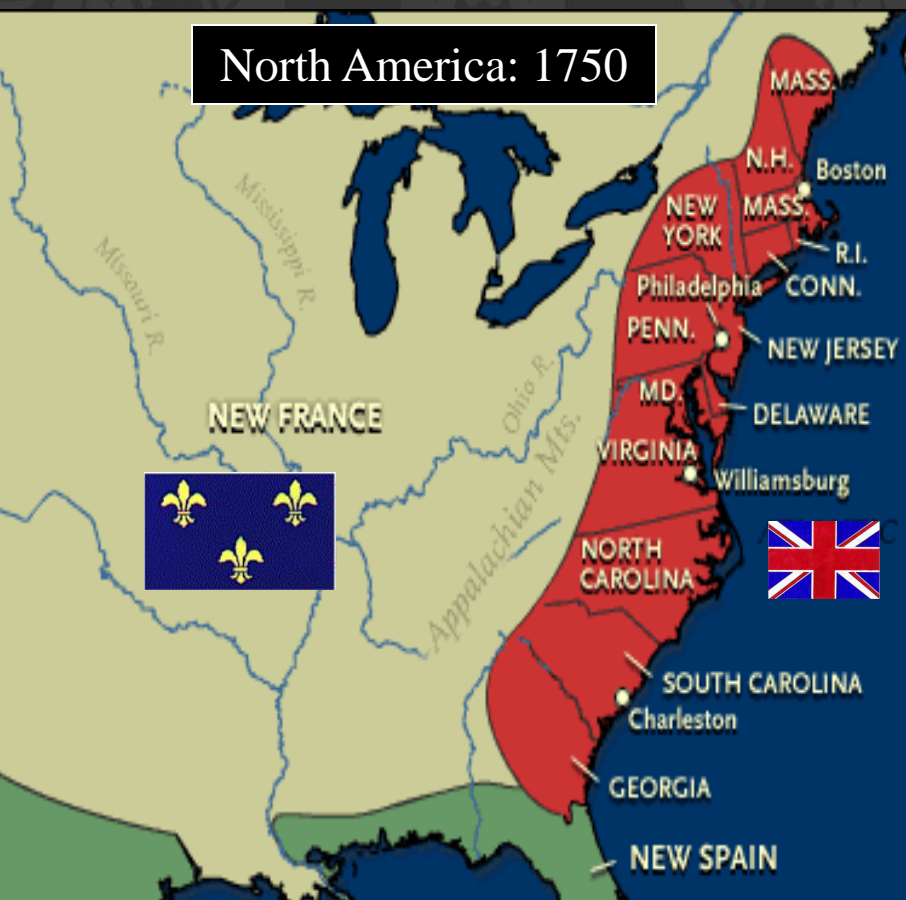 North America: 1750
MASS.
N.H.
Boston
NEW
YORK
MASS.
R.I.
Philadelphia
CONN.
PENN.
NEW JERSEY
MD.
DELAWARE
VIRGINIA
Williamsburg
Mississippi R.
Missouri R.
Ohio R.
NEW FRANCE
Appalachian Mts.
NORTH
CAROLINA
SOUTH CAROLINA
Charleston
GEORGIA
NEW SPAIN